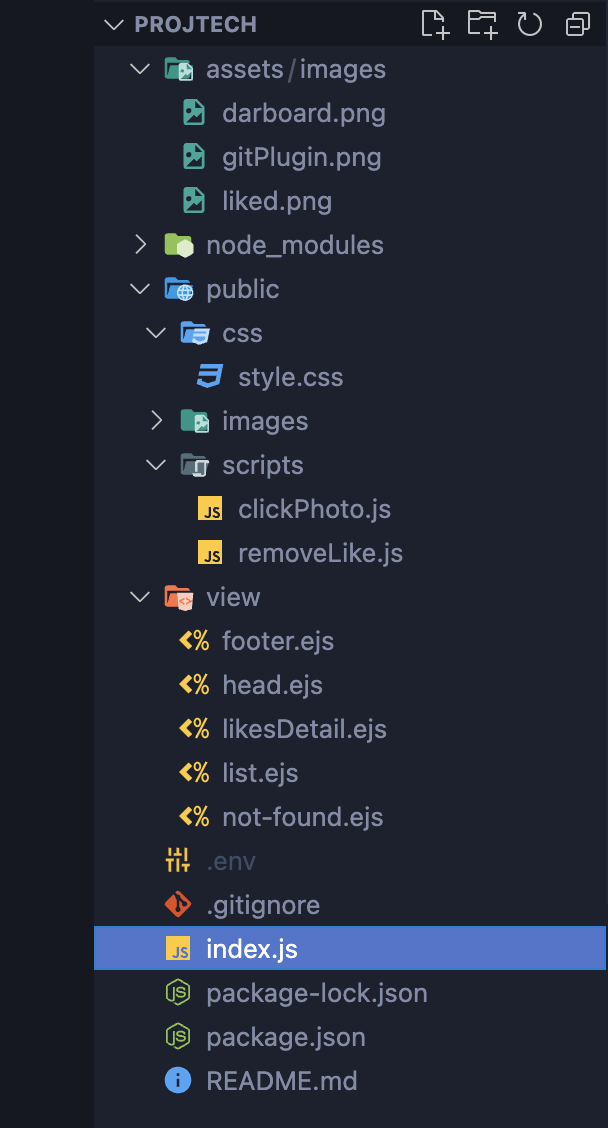 PROJTECH
assets/images
darboard.png
gitPlugin.png
liked.png
node_modules
public
css
style.css
images
scripts
JS clickPhoto.js
JS removeLike.js
view
<% footer.ejs
<% head.ejs
<% likesDetail.ejs
<% list.ejs
<% not-found.ejs
.env
.gitignore
JS index.js
JS package-lock.json
JS package.json
README.md